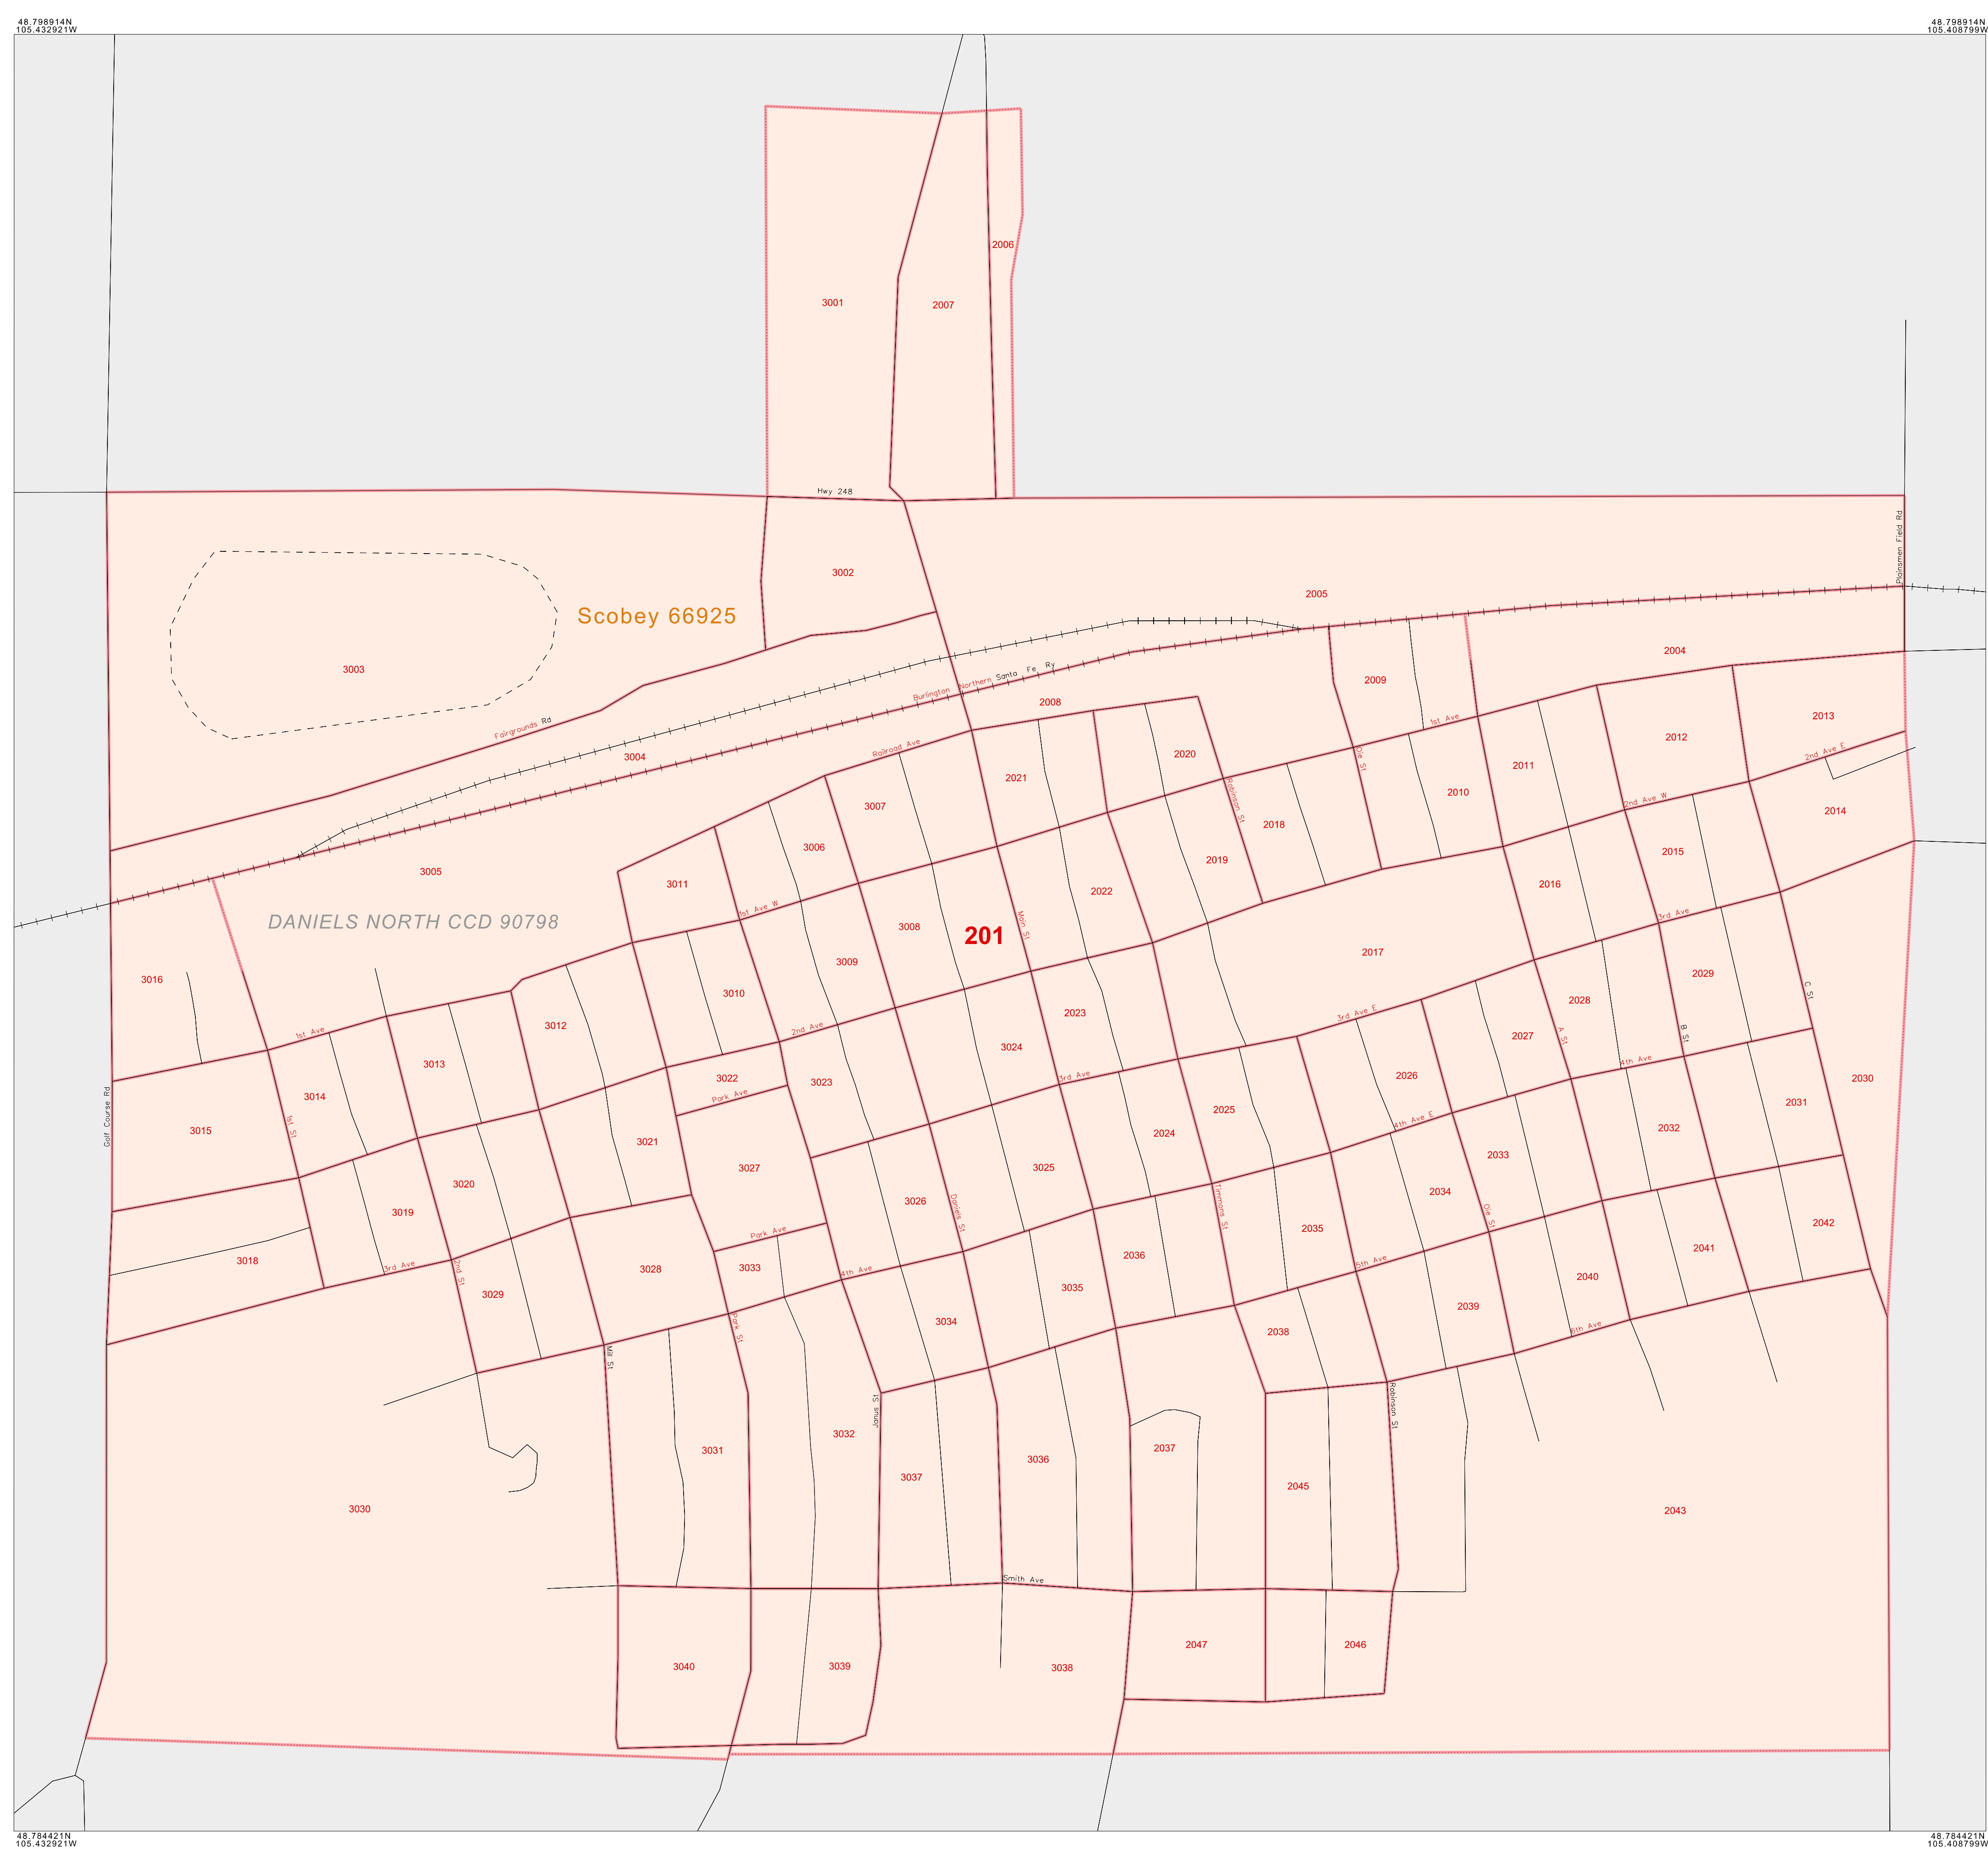 48.798914N
105.432921W
48.798914N
105.408799W
2006
3001
2007
Hwy 248
Plainsmen Field Rd
3002
2005
Scobey 66925
3003
2004
Burlington Northern Santa Fe Ry
2009
2008
2013
Fairgrounds Rd
1st Ave
2012
Railroad Ave
2nd Ave E
3004
2020
Ole St
2011
2021
2010
3007
Robinson St
2nd Ave W
2014
2018
3006
2015
2019
3005
3011
2016
2022
1st Ave W
3rd Ave
DANIELS NORTH CCD 90798
3008
Main St
201
2017
3009
2029
3016
3010
C St
2028
3rd Ave E
2023
3012
1st Ave
2nd Ave
A St
B St
2027
3024
3013
4th Ave
3022
3rd Ave
2026
2030
3023
3014
Park Ave
2031
2025
Golf Course Rd
1st St
4th Ave E
2032
3015
3021
2024
2033
3027
3025
3020
2034
3026
Daniels St
Timmons St
3019
Ole St
2042
2035
Park Ave
2041
2036
3018
3rd Ave
2nd St
3033
3028
4th Ave
5th Ave
2040
3035
3029
2039
3034
Park St
2038
6th Ave
Mill St
Janus St
Robinson St
3032
2037
3031
3036
3037
2045
3030
2043
Smith Ave
2047
2046
3040
3039
3038
48.784421N
105.432921W
48.784421N
105.408799W